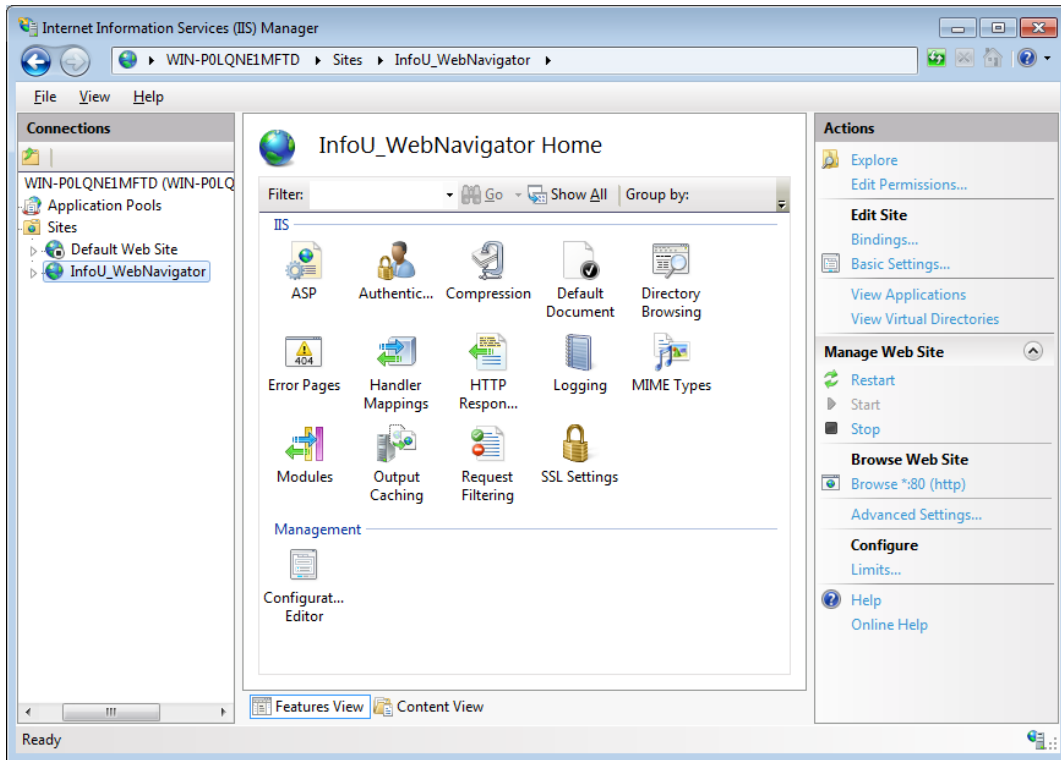 Internet Information Services (IIS) Manager
WIN-P0LQNE1MFTD Sites InfoU_WebNavigator
File View Help
Connections
WIN-P0LQNE1MFTD (WIN-P0LQ
Application Pools
Sites
Default Web Site
InfoU_WebNavigator
InfoU_WebNavigator Home
Filter: Go Show All Group by:
IIS
ASP Authentic... Compression Default Document Directory Browsing
Error Pages Handler Mappings HTTP Respon... Logging MIME Types
404
Modules Output Caching Request Filtering SSL Settings
Management
Configurat... Editor
Features View Content View
Actions
Explore
Edit Permissions...
Edit Site
Bindings...
Basic Settings...
View Applications
View Virtual Directories
Manage Web Site
Restart
Start
Stop
Browse Web Site
Browse *:80 (http)
Advanced Settings...
Configure
Limits...
Help
Online Help
Ready